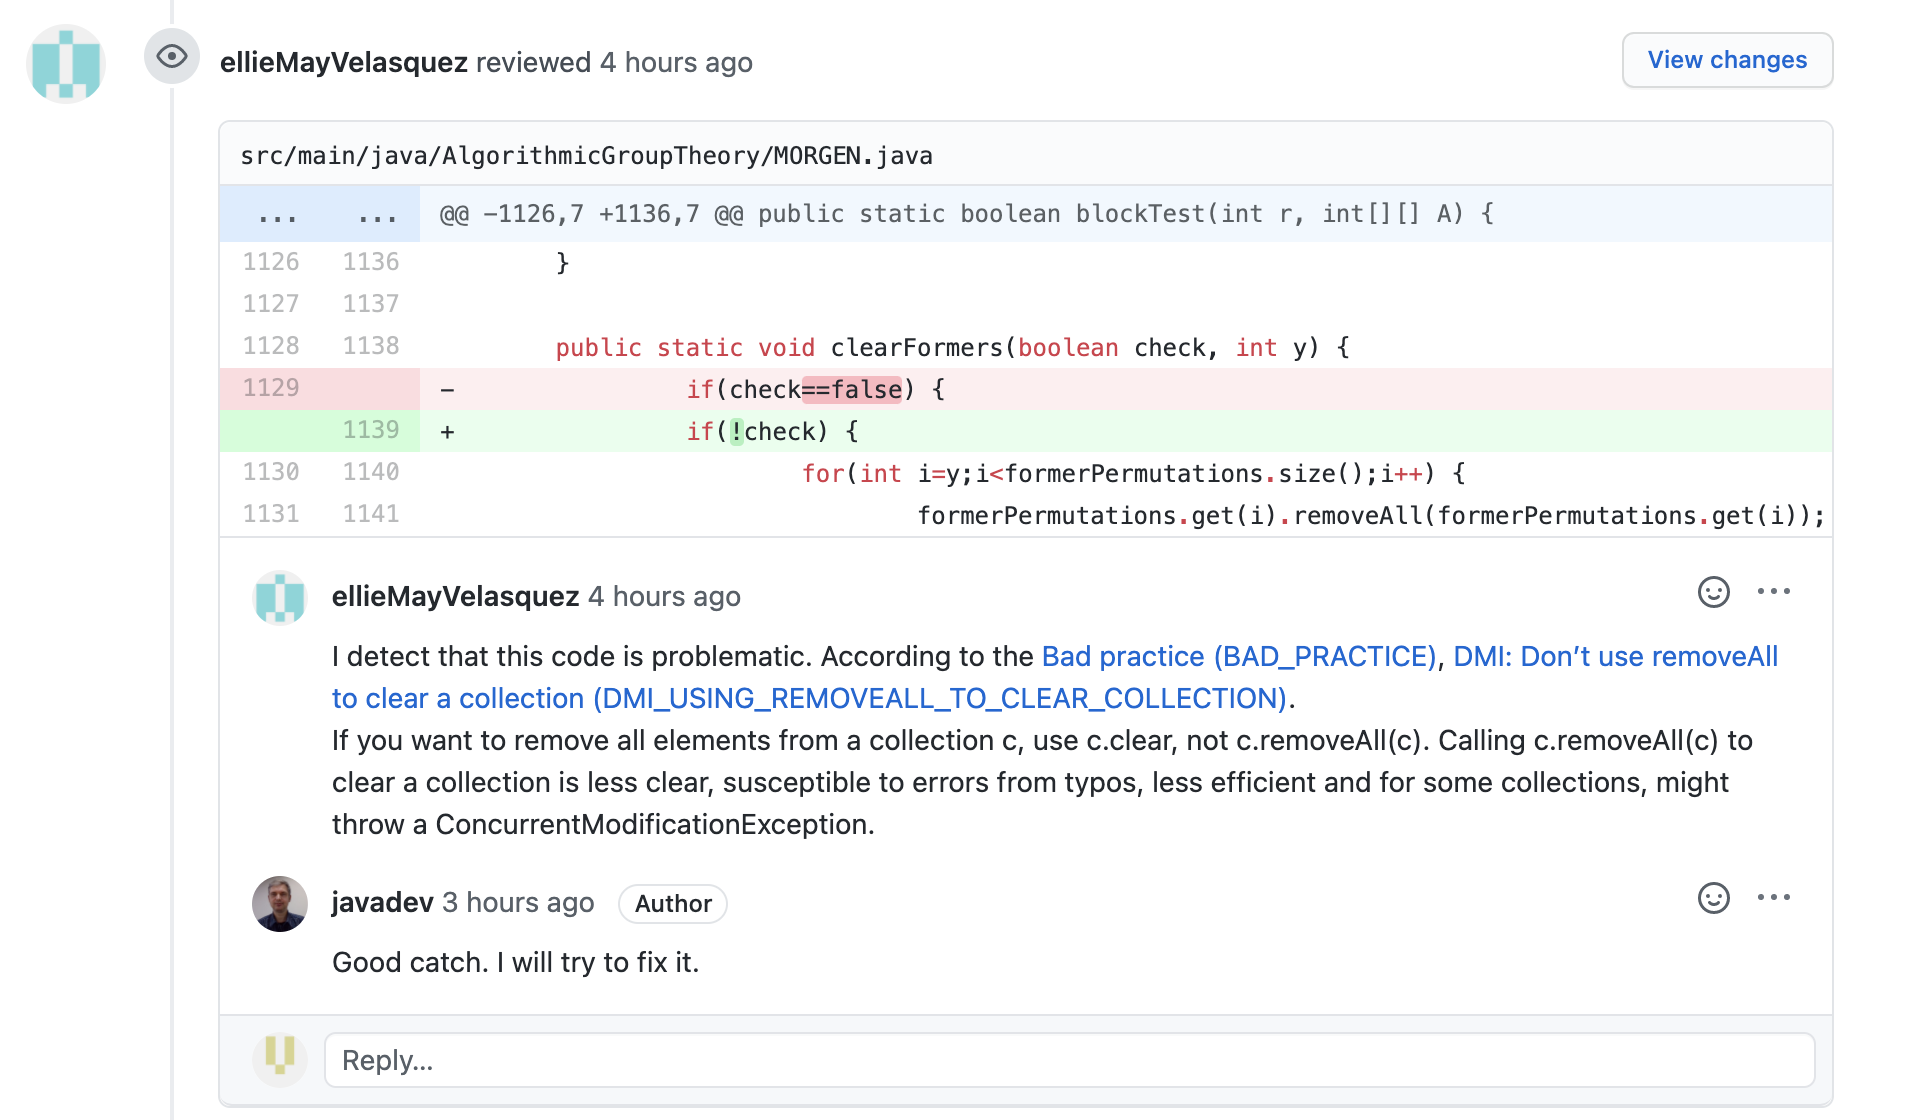 ellieMayVelasquez reviewed 4 hours ago
View changes
src/main/java/AlgorithmicGroupTheory/MORGEN.java
... ... @@ -1126,7 +1136,7 @@ public static boolean blockTest(int r, int[][] A) {
1126 1136 }
1127 1137
1128 1138 public static void clearFormers(boolean check, int y) {
1129 - if(check==false) {
1139 + if(!check) {
1130 1140 for(int i=y;i<formerPermutations.size();i++) {
1131 1141 formerPermutations.get(i).removeAll(formerPermutations.get(i));
ellieMayVelasquez 4 hours ago
I detect that this code is problematic. According to the Bad practice (BAD_PRACTICE), DMI: Don’t use removeAll
to clear a collection (DMI_USING_REMOVEALL_TO_CLEAR_COLLECTION).
If you want to remove all elements from a collection c, use c.clear, not c.removeAll(c). Calling c.removeAll(c) to
clear a collection is less clear, susceptible to errors from typos, less efficient and for some collections, might
throw a ConcurrentModificationException.
javadev 3 hours ago Author
Good catch. I will try to fix it.
Reply...